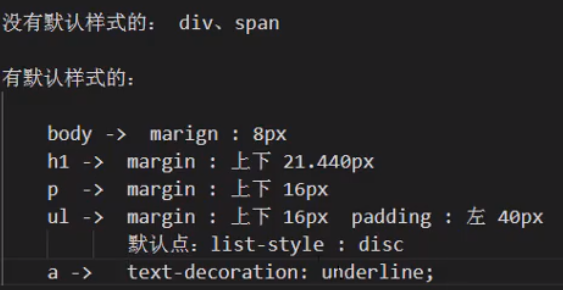 没有默认样式的: div、span
有默认样式的:
body -> marign : 8px
h1 -> margin : 上下 21.440px
p -> margin : 上下 16px
ul -> margin : 上下 16px padding : 左 40px
默认点: list-style : disc
a -> text-decoration: underline;